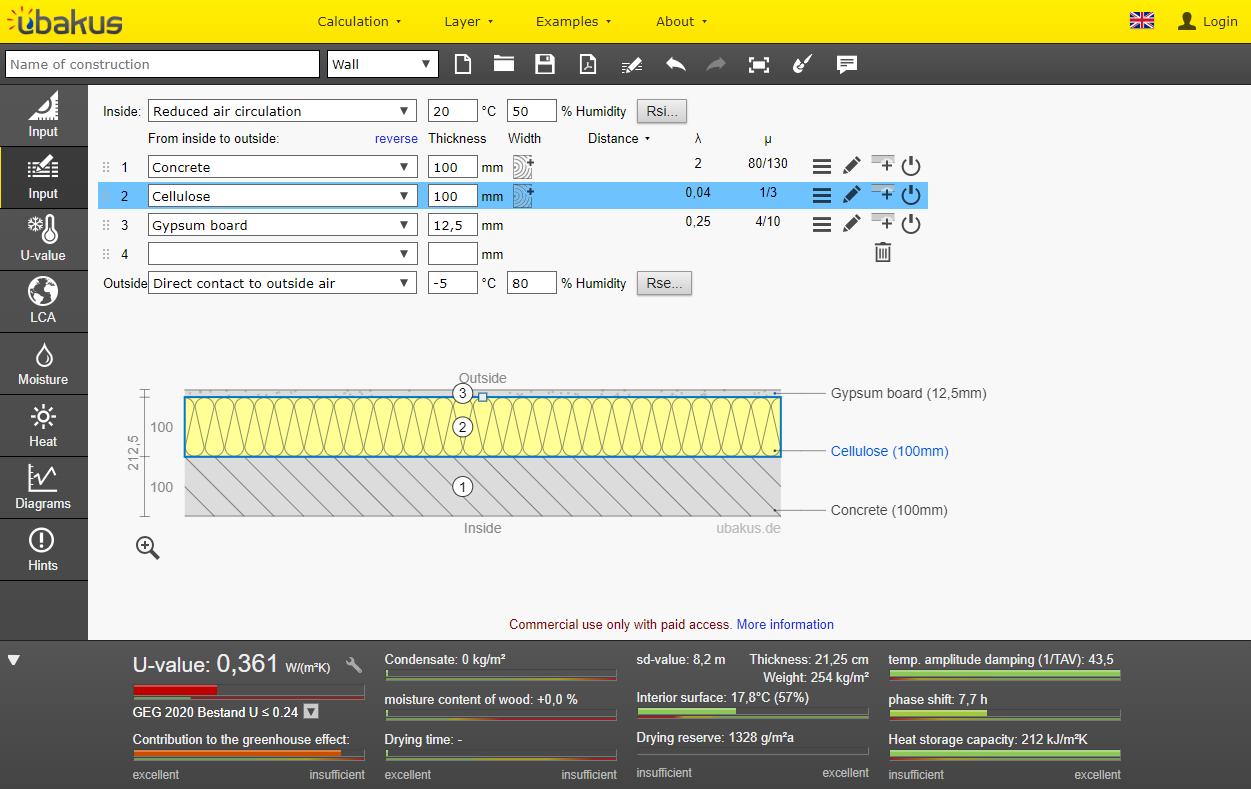 ubakus
Calculation
Layer
Examples
About
Login
Name of construction
Wall
Input
Input
U-value
LCA
Moisture
Heat
Diagrams
Hints
Inside: Reduced air circulation 20 °C 50 % Humidity Rsi...
From inside to outside: reverse Thickness Width Distance λ μ
1 Concrete 100 mm 2 80/130
2 Cellulose 100 mm 0,04 1/3
3 Gypsum board 12,5 mm 0,25 4/10
4 mm
Outside Direct contact to outside air -5 °C 80 % Humidity Rse...
Outside
3
Gypsum board (12,5mm)
100
2
212,5
Cellulose (100mm)
100
1
Concrete (100mm)
Inside
ubakus.de
Commercial use only with paid access. More information
U-value: 0,361 W/(m²K)
GEG 2020 Bestand U ≤ 0.24
Contribution to the greenhouse effect:
excellent insufficient
Condensate: 0 kg/m²
moisture content of wood: +0,0 %
Drying time: -
excellent insufficient
sd-value: 8,2 m Thickness: 21,25 cm
Weight: 254 kg/m²
Interior surface: 17,8°C (57%)
Drying reserve: 1328 g/m²a
insufficient excellent
temp. amplitude damping (1/TAV): 43,5
phase shift: 7,7 h
Heat storage capacity: 212 kJ/m²K
insufficient excellent